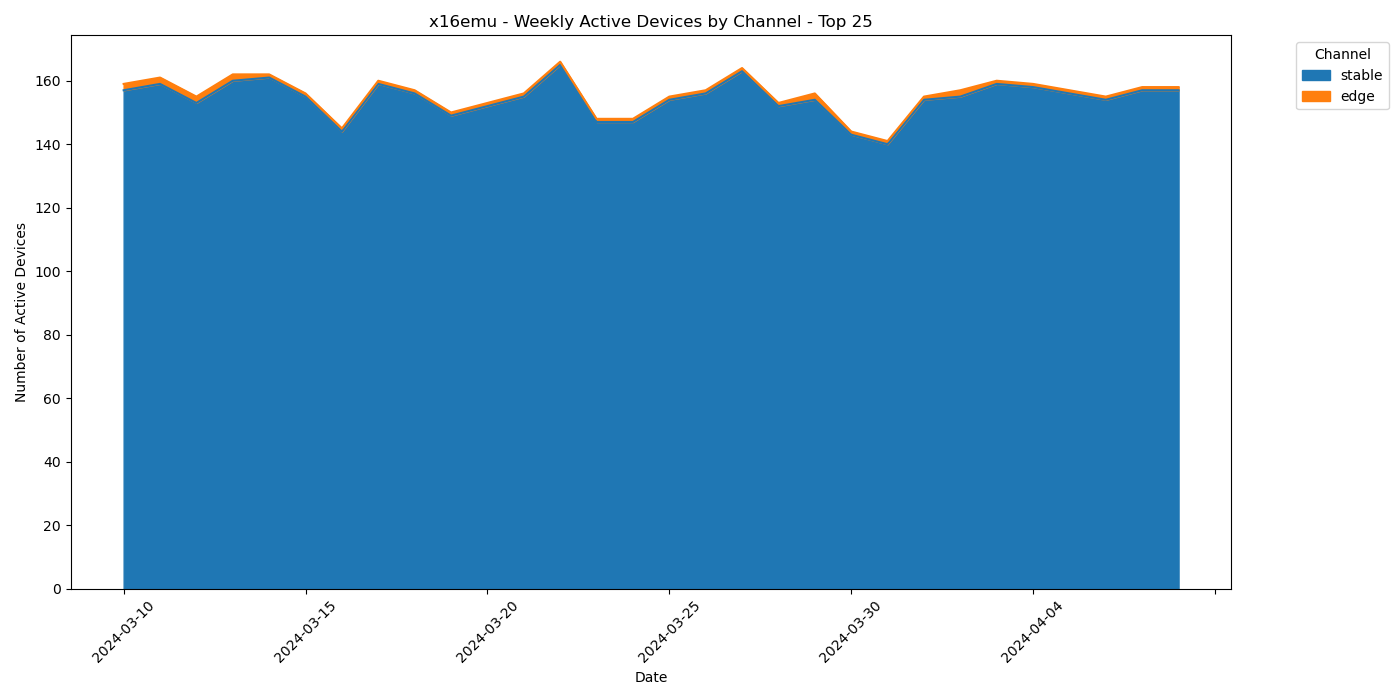 x16emu - Weekly Active Devices by Channel - Top 25
Channel
stable
edge
Number of Active Devices
160
140
120
100
80
60
40
20
0
2024-03-10
2024-03-15
2024-03-20
2024-03-25
2024-03-30
2024-04-04
Date